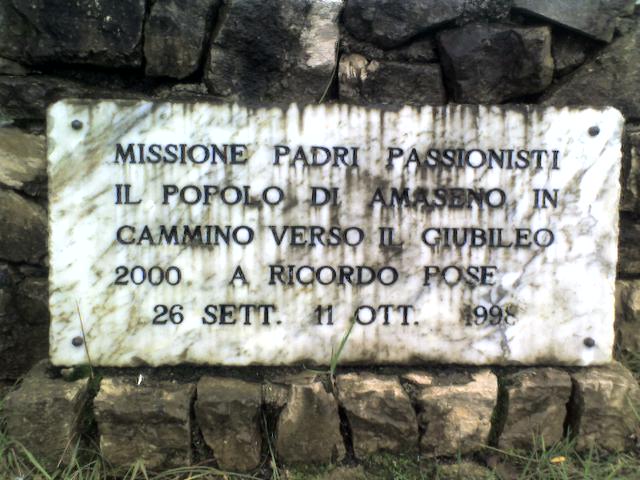 MISSIONE PADRI PASSIONISTI
IL POPOLO DI AMASENO IN
CAMMINO VERSO IL GIUBILEO
2000 A RICORDO POSE
26 SETT. 11 OTT. 1998